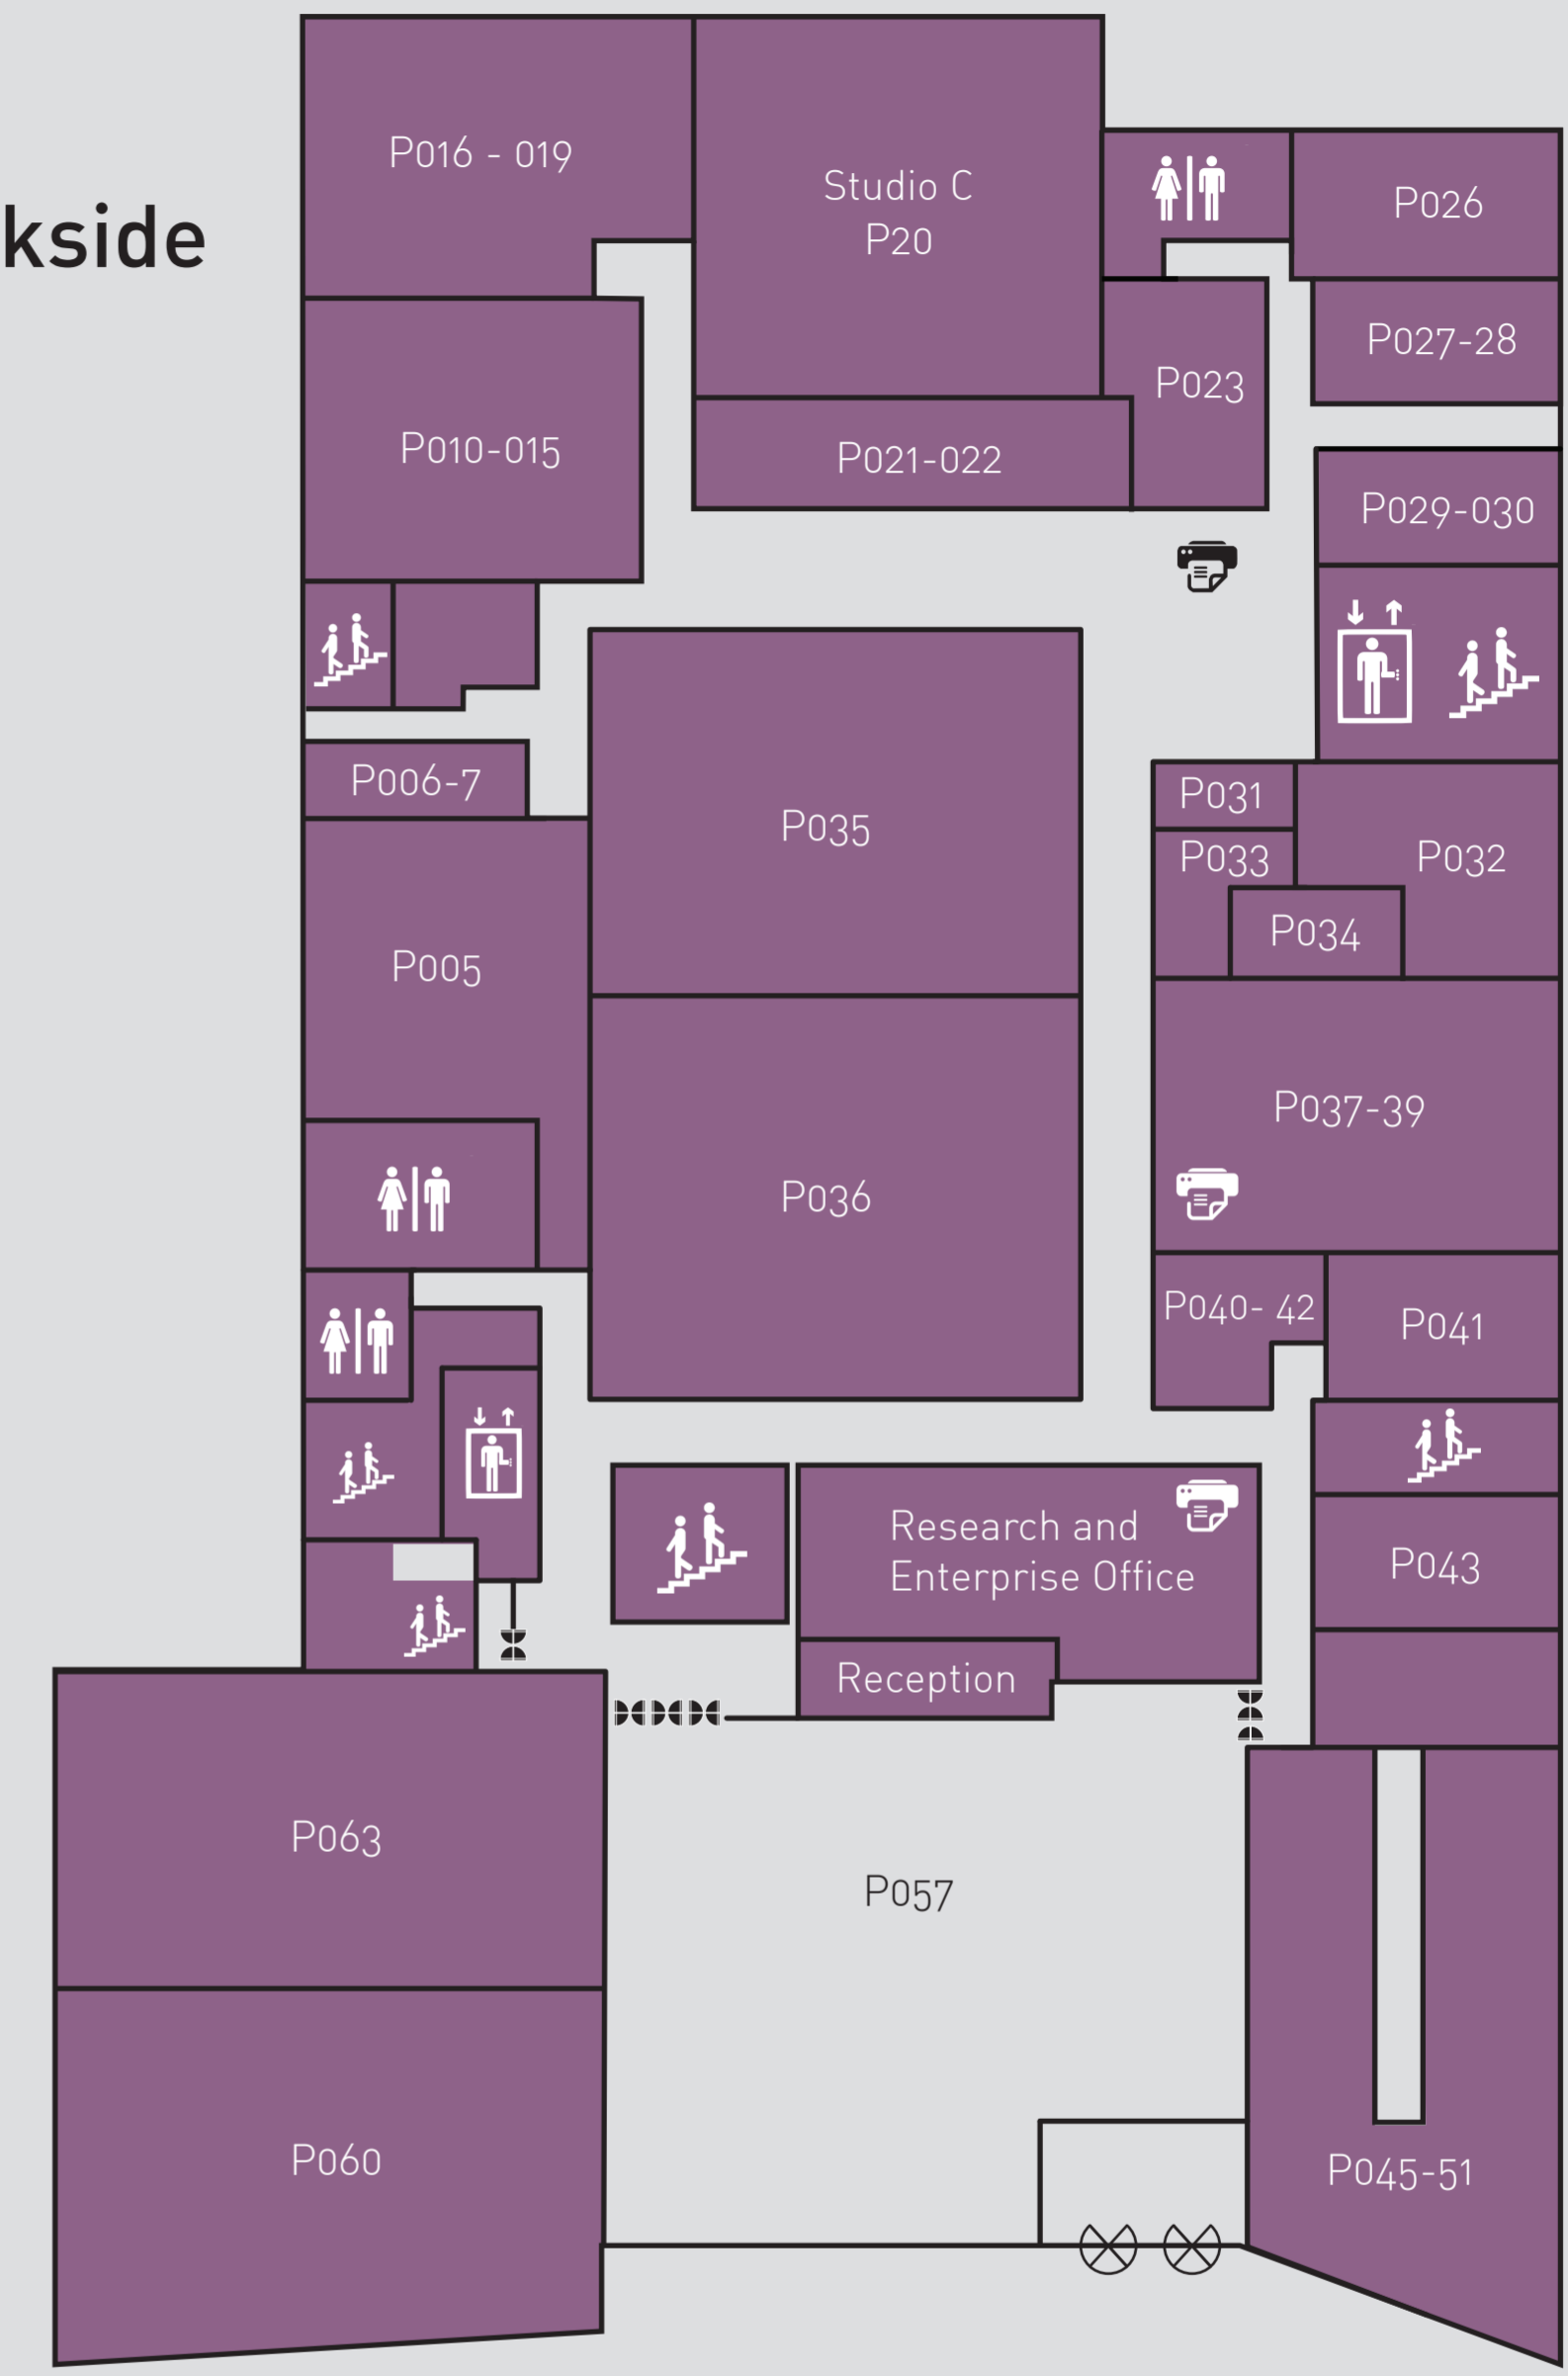 kside
P016 - 019
Studio C
P20
P026
P027-28
P023
P010-015
P021-022
P029-030
P006-7
P031
P035
P033
P032
P034
P005
P037-39
P036
P040- 42
P041
Research and
Enterprise Office
P043
Reception
P063
P057
P060
P045-51